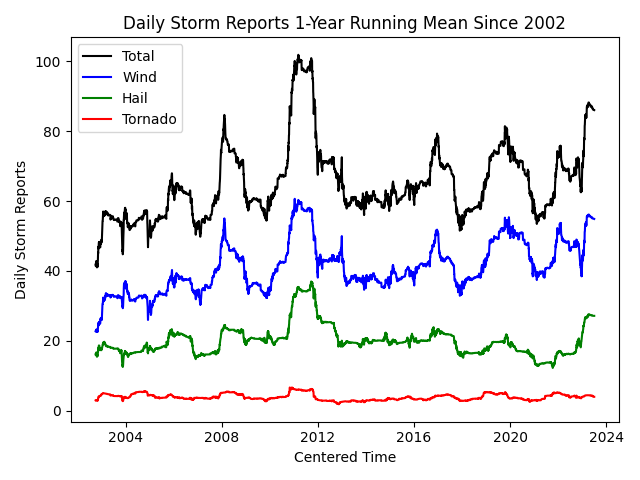 Daily Storm Reports 1-Year Running Mean Since 2002
Total
Wind
Hail
Tornado
100
80
60
40
20
0
Daily Storm Reports
2004
2008
2012
2016
2020
2024
Centered Time